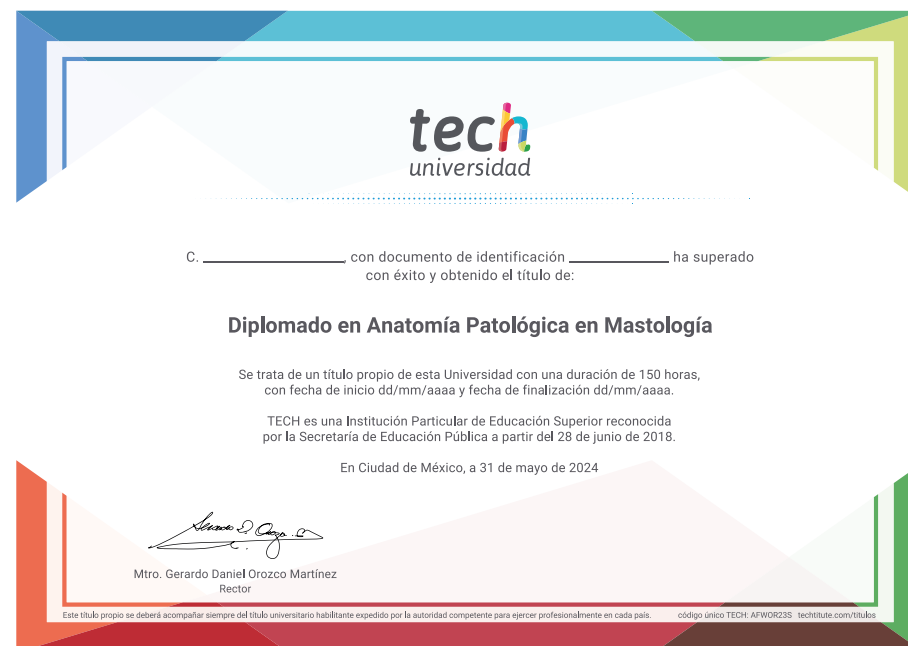 tech
universidad
C. ____________, con documento de identificación ____________ ha superado
con éxito y obtenido el título de:
Diplomado en Anatomía Patológica en Mastología
Se trata de un título propio de esta Universidad con una duración de 150 horas,
con fecha de inicio dd/mm/aaaa y fecha de finalización dd/mm/aaaa.
TECH es una Institución Particular de Educación Superior reconocida
por la Secretaría de Educación Pública a partir del 28 de junio de 2018.
En Ciudad de México, a 31 de mayo de 2024
Mtro. Gerardo Daniel Orozco Martínez
Rector
Este título propio se deberá acompañar siempre del título universitario habilitante expedido por la autoridad competente para ejercer profesionalmente en cada país. código único TECH: AFWOR23S techtitute.com/titulos